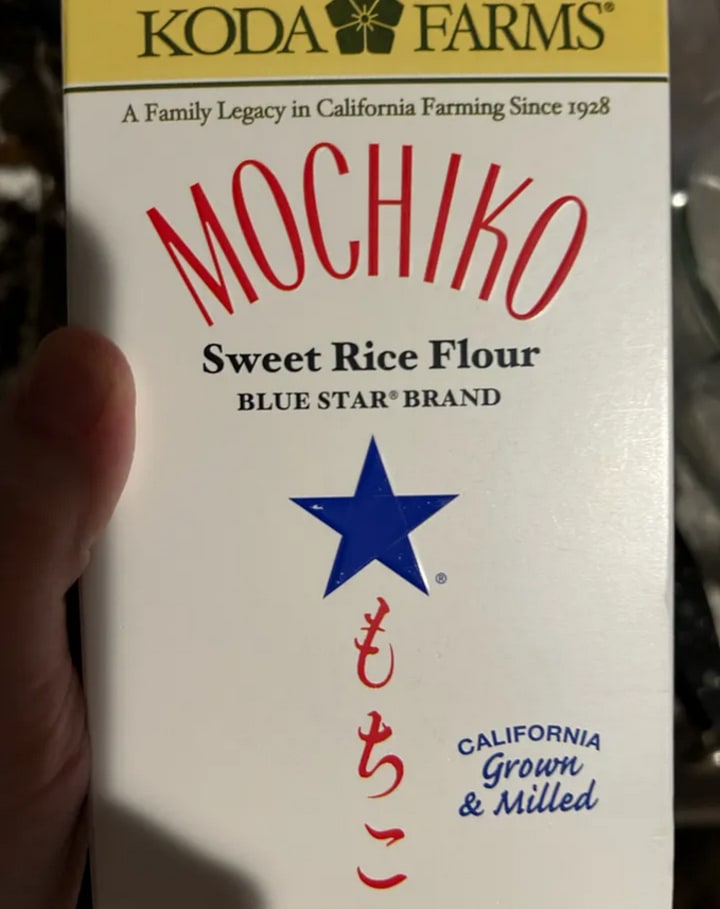 KODA FARMS®
A Family Legacy in California Farming Since 1928
MOCHIKO
Sweet Rice Flour
BLUE STAR® BRAND
®
もちこ
CALIFORNIA
Grown
& Milled